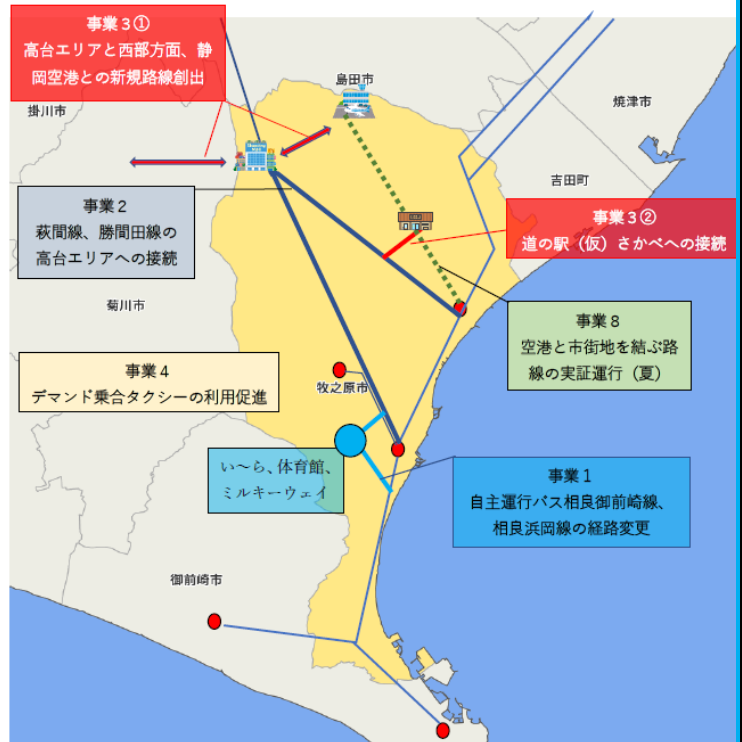 事業３①
高台エリアと西部方面、静
岡空港との新規路線創出
島田市
掛川市
焼津市
吉田町
事業２
萩間線、勝間田線の
高台エリアへの接続
事業３②
道の駅（仮）さかべへの接続
菊川市
事業８
空港と市街地を結ぶ路
線の実証運行（夏）
事業４
デマンド乗合タクシーの利用促進
牧之原市
い～ら、体育館、
ミルキーウェイ
事業１
自主運行バス相良御前崎線、
相良浜岡線の経路変更
御前崎市